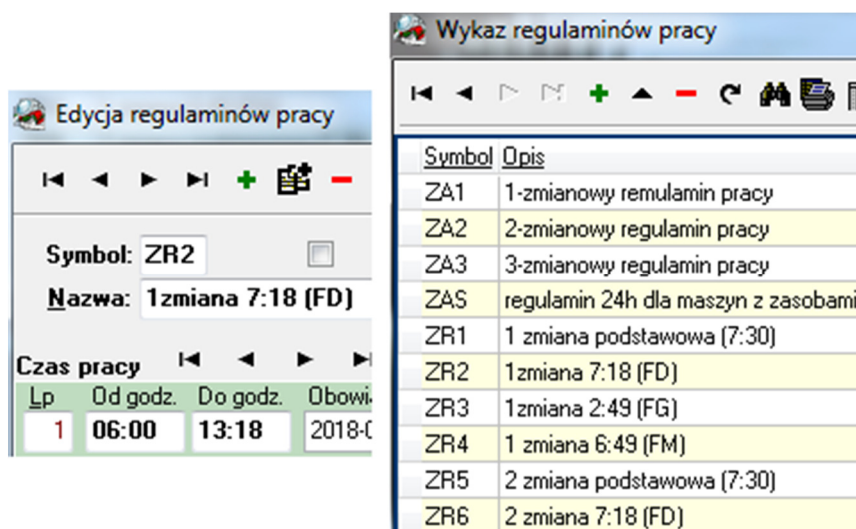 Edycja regulaminów pracy
Symbol: ZR2
Nazwa: 1zmiana 7:18 (FD)
Czas pracy
Lp Od godz. Do godz.
1 06:00 13:18
Wykaz regulaminów pracy
Symbol Opis
ZA1 1-zmianowy remulamin pracy
ZA2 2-zmianowy regulamin pracy
ZA3 3-zmianowy regulamin pracy
ZAS regulamin 24h dla maszyn z zasobami
ZR1 1 zmiana podstawowa (7:30)
ZR2 1zmiana 7:18 (FD)
ZR3 1zmiana 2:49 (FG)
ZR4 1 zmiana 6:49 (FM)
ZR5 2 zmiana podstawowa (7:30)
ZR6 2 zmiana 7:18 (FD)